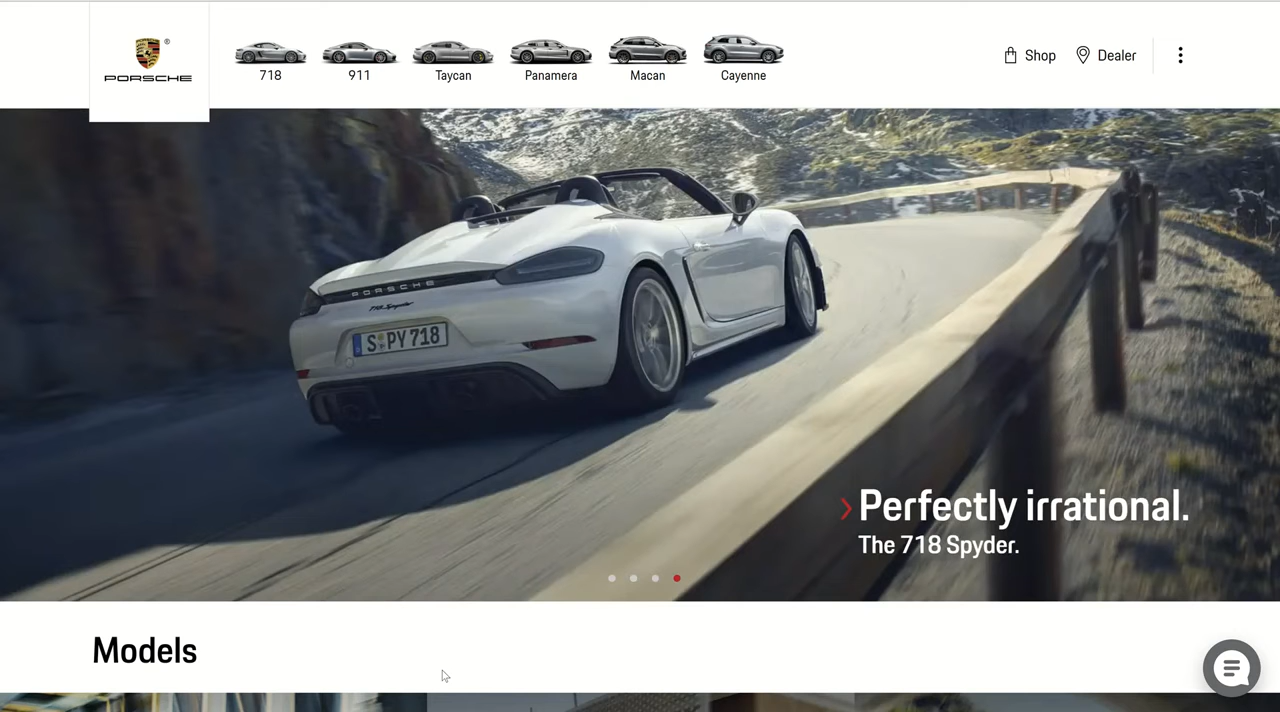 PORSCHE
718
911
Taycan
Panamera
Macan
Cayenne
Shop
Dealer
PORSCHE
718 Spyder
S PY 718
Perfectly irrational.
The 718 Spyder.
Models